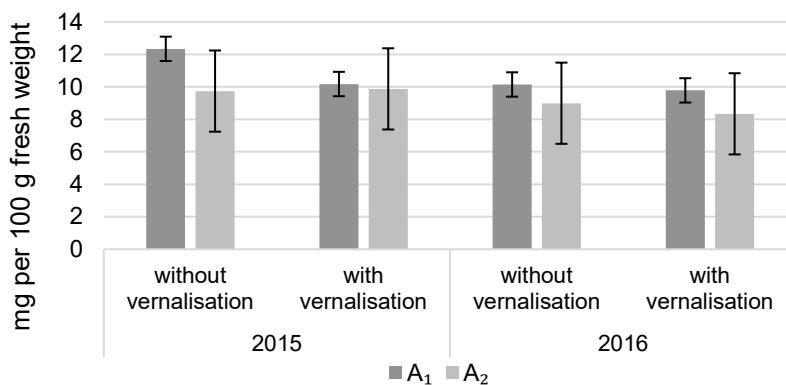 mg per 100 g fresh weight
14
12
10
8
6
4
2
0
without
vernalisation
with
vernalisation
without
vernalisation
with
vernalisation
2015
2016
A₁
A₂